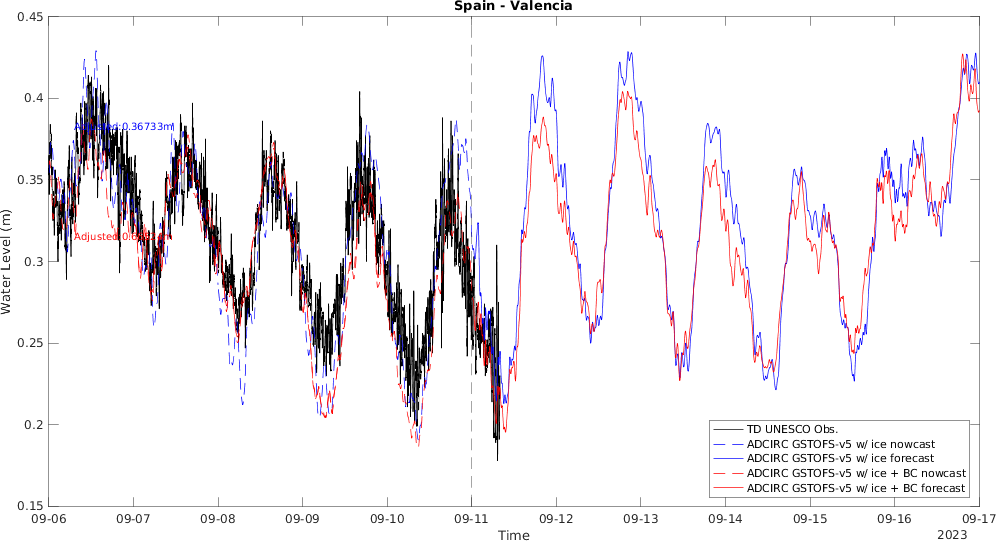 Spain - Valencia
0.45
0.4
0.35
0.3
0.25
0.2
0.15
Water Level (m)
Adjusted:0.36733m
09-06
09-07
09-08
09-09
09-10
09-11
09-12
09-13
09-14
09-15
09-16
09-17
Time
2023
TD UNESCO Obs.
ADCIRC GSTOFS-v5 w/ ice nowcast
ADCIRC GSTOFS-v5 w/ ice forecast
ADCIRC GSTOFS-v5 w/ ice + BC nowcast
ADCIRC GSTOFS-v5 w/ ice + BC forecast